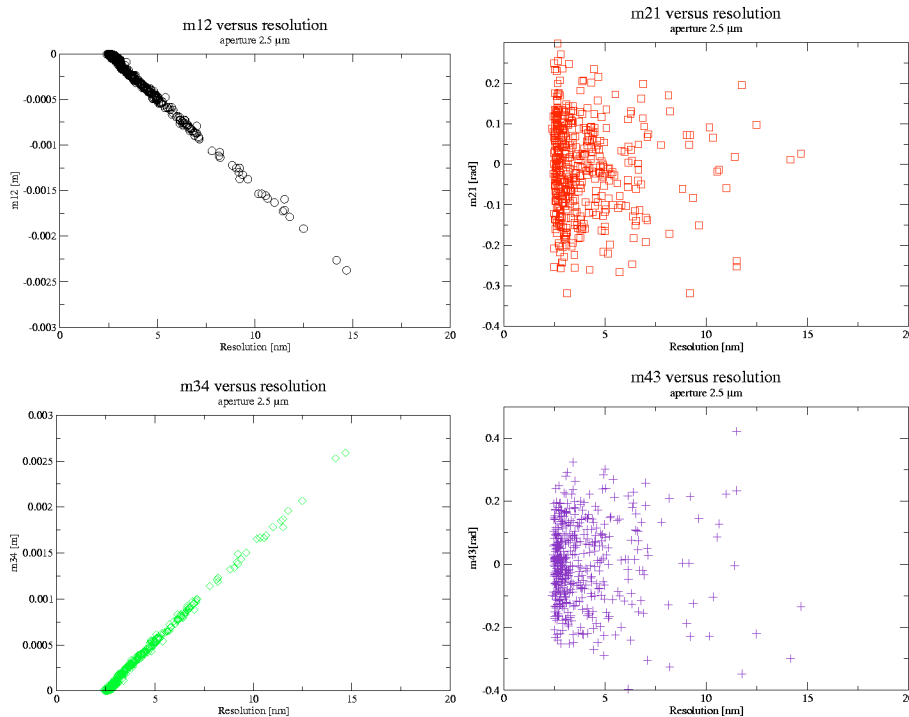 m12 versus resolution
aperture 2.5 µm
0
-0.0005
-0.001
-0.0015
-0.002
-0.0025
-0.003
m12 [m]
0 5 10 15 20
Resolution [nm]
m21 versus resolution
aperture 2.5 µm
0.2
0.1
0
-0.1
-0.2
-0.3
-0.4
m21 [rad]
0 5 10 15 20
Resolution [nm]
m34 versus resolution
aperture 2.5 µm
0.003
0.0025
0.002
0.0015
0.001
0.0005
0
m34 [m]
0 5 10 15 20
Resolution [nm]
m43 versus resolution
aperture 2.5 µm
0.4
0.2
0
-0.2
-0.4
m43[rad]
0 5 10 15 20
Resolution [nm]